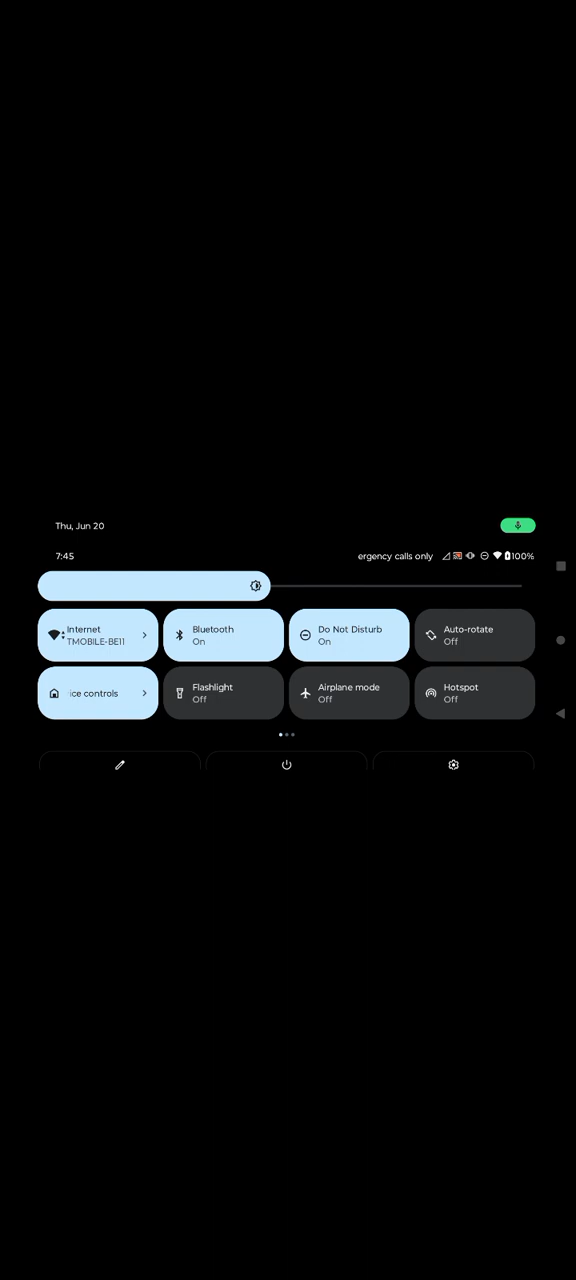 Thu, Jun 20
7:45
ergency calls only
100%
Internet
TMOBILE-BE11
Bluetooth
On
Do Not Disturb
On
Auto-rotate
Off
ice controls
Flashlight
Off
Airplane mode
Off
Hotspot
Off